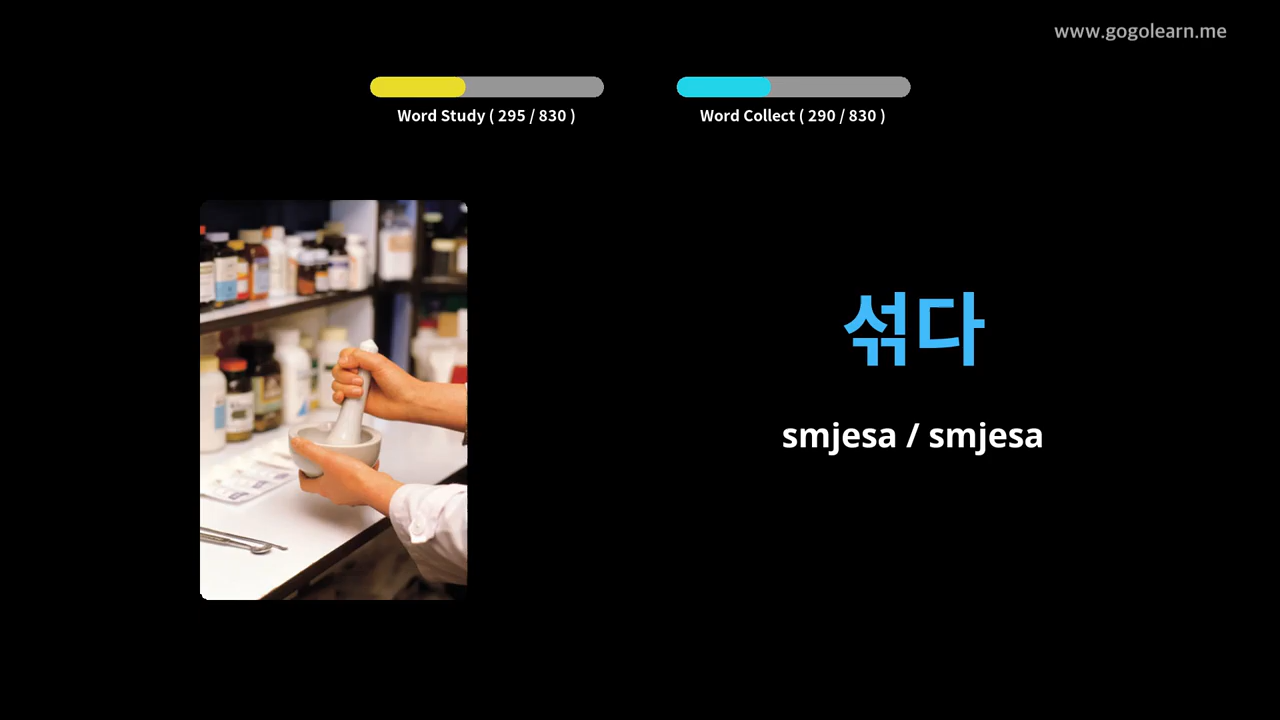 www.gogolearn.me
Word Study ( 295 / 830 )
Word Collect ( 290 / 830 )
섞다
smjesa / smjesa